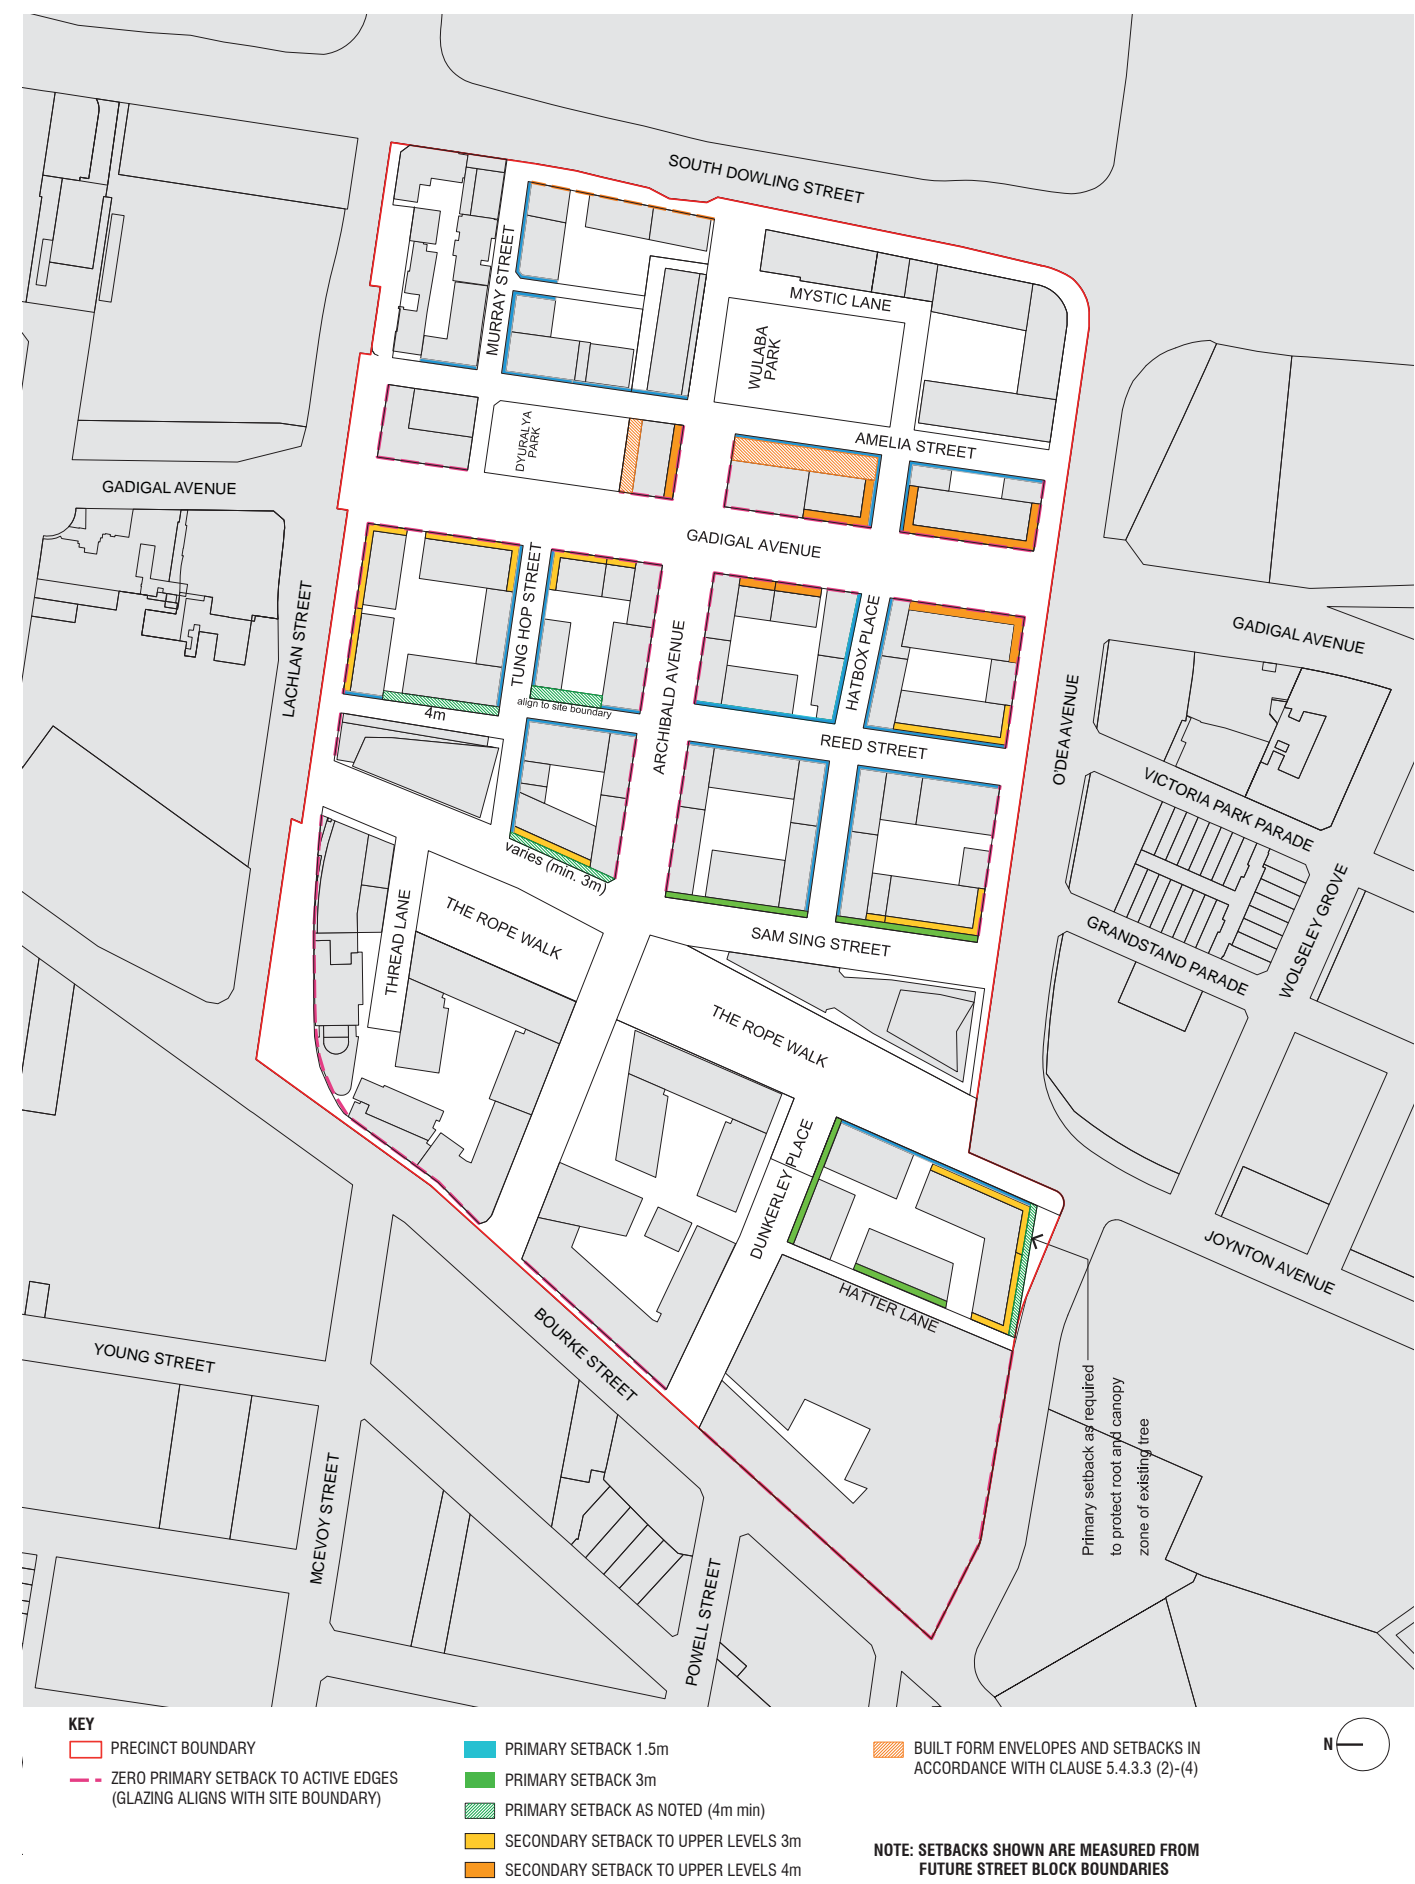 SOUTH DOWLING STREET
MURRAY STREET
MYSTIC LANE
WULABA
PARK
DYURALYA
PARK
AMELIA STREET
GADIGAL AVENUE
GADIGAL AVENUE
LACHLAN STREET
TUNG HOP STREET
ARCHIBALD AVENUE
HATBOX PLACE
GADIGAL AVENUE
O'DEA AVENUE
4m
align to site boundary
REED STREET
VICTORIA PARK PARADE
varies (min. 3m)
WOLSELEY GROVE
GRANDSTAND PARADE
THREAD LANE
THE ROPE WALK
SAM SING STREET
THE ROPE WALK
DUNKERLEY PLACE
HATTER LANE
JOYNTON AVENUE
BOURKE STREET
YOUNG STREET
MCEVOY STREET
POWELL STREET
Primary setback as required
to protect root and canopy
zone of existing tree
KEY
PRECINCT BOUNDARY
ZERO PRIMARY SETBACK TO ACTIVE EDGES
(GLAZING ALIGNS WITH SITE BOUNDARY)
PRIMARY SETBACK 1.5m
PRIMARY SETBACK 3m
PRIMARY SETBACK AS NOTED (4m min)
SECONDARY SETBACK TO UPPER LEVELS 3m
SECONDARY SETBACK TO UPPER LEVELS 4m
BUILT FORM ENVELOPES AND SETBACKS IN
ACCORDANCE WITH CLAUSE 5.4.3.3 (2)-(4)
NOTE: SETBACKS SHOWN ARE MEASURED FROM
FUTURE STREET BLOCK BOUNDARIES
N